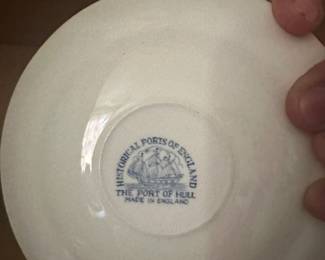 HISTORICAL PORTS OF ENGLAND
THE PORT OF HULL
MADE IN ENGLAND